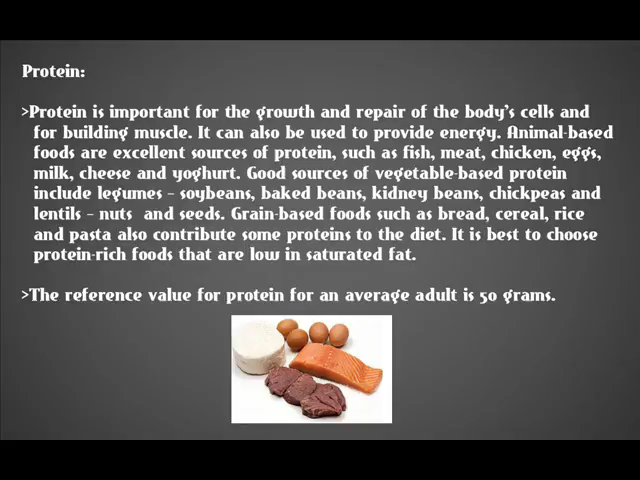 Protein:
>Protein is important for the growth and repair of the body's cells and
for building muscle. It can also be used to provide energy. Animal-based
foods are excellent sources of protein, such as fish, meat, chicken, eggs,
milk, cheese and yoghurt. Good sources of vegetable-based protein
include legumes – soybeans, baked beans, kidney beans, chickpeas and
lentils – nuts and seeds. Grain-based foods such as bread, cereal, rice
and pasta also contribute some proteins to the diet. It is best to choose
protein-rich foods that are low in saturated fat.
>The reference value for protein for an average adult is 50 grams.